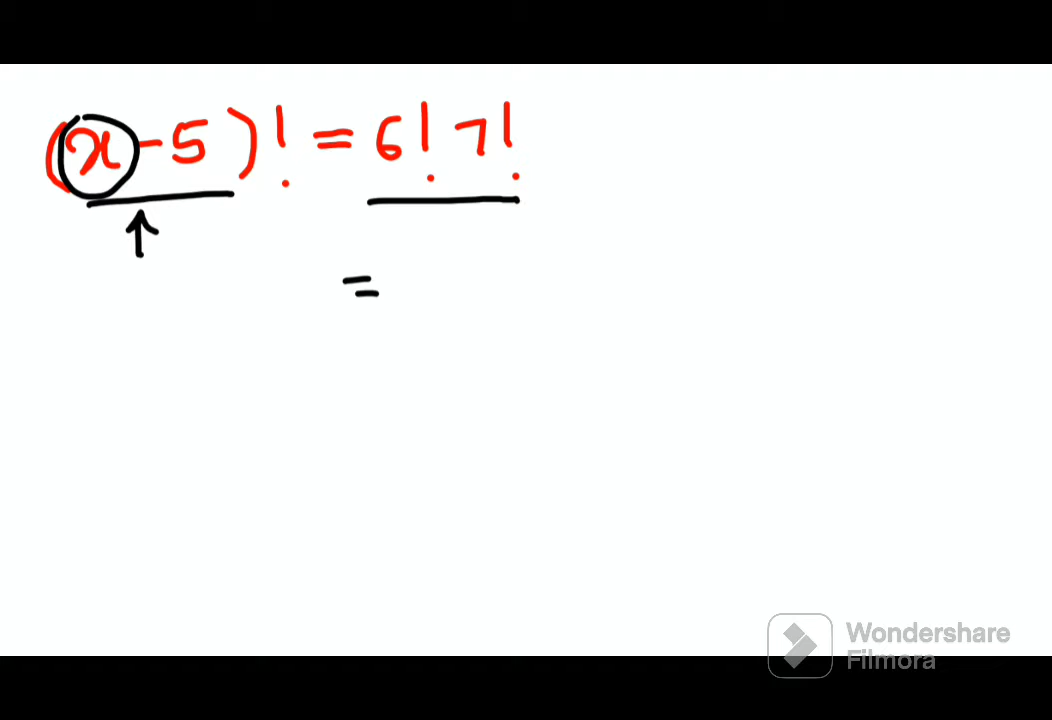 (x-5)! = 6! 7!
=
Wondershare
Filmora